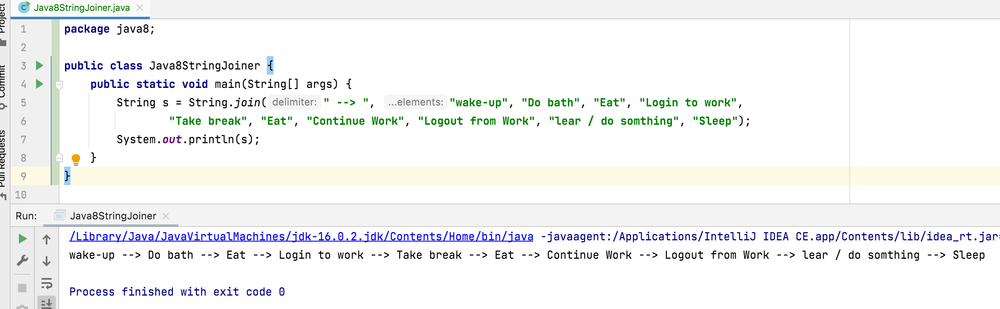 Java8StringJoiner.java
Project
Commit
Pull Requests
1 package java8;
2
3 public class Java8StringJoiner {
4 public static void main(String[] args) {
5 String s = String.join( delimiter: " --> ", ...elements: "wake-up", "Do bath", "Eat", "Login to work",
6 "Take break", "Eat", "Continue Work", "Logout from Work", "lear / do somthing", "Sleep");
7 System.out.println(s);
8 }
9 }
10
Run: Java8StringJoiner
/Library/Java/JavaVirtualMachines/jdk-16.0.2.jdk/Contents/Home/bin/java -javaagent:/Applications/IntelliJ IDEA CE.app/Contents/lib/idea_rt.jar=
wake-up --> Do bath --> Eat --> Login to work --> Take break --> Eat --> Continue Work --> Logout from Work --> lear / do somthing --> Sleep
Process finished with exit code 0